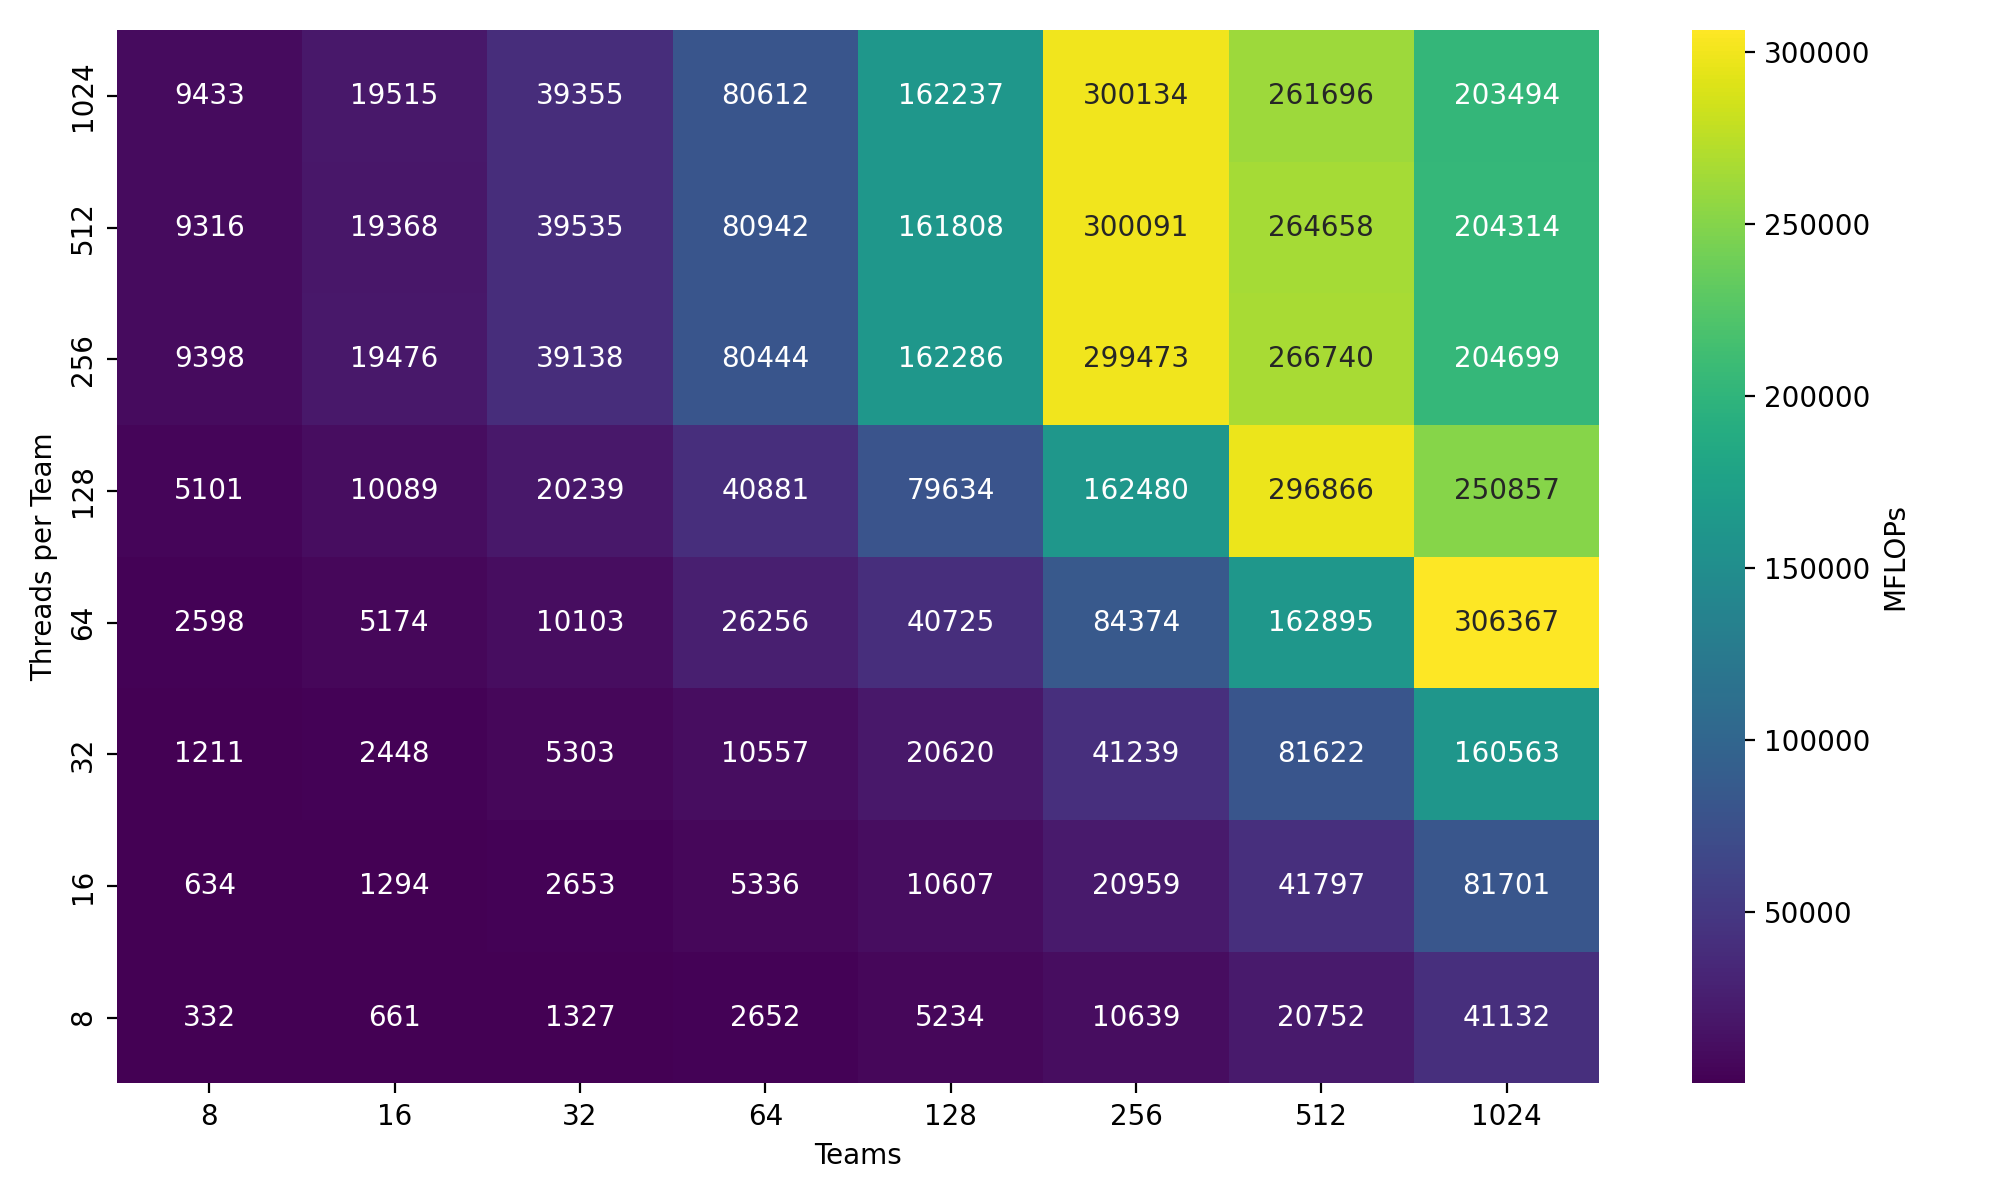 1024 9433 19515 39355 80612 162237 300134 261696 203494
512 9316 19368 39535 80942 161808 300091 264658 204314
256 9398 19476 39138 80444 162286 299473 266740 204699
128 5101 10089 20239 40881 79634 162480 296866 250857
64 2598 5174 10103 26256 40725 84374 162895 306367
32 1211 2448 5303 10557 20620 41239 81622 160563
16 634 1294 2653 5336 10607 20959 41797 81701
8 332 661 1327 2652 5234 10639 20752 41132
8 16 32 64 128 256 512 1024
Teams
Threads per Team
300000
250000
200000
150000
100000
50000
MFLOPs